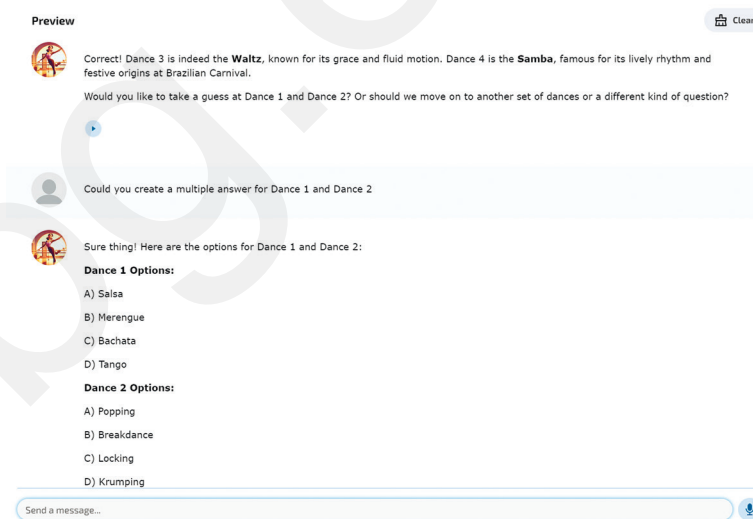 Preview
Clear
Correct! Dance 3 is indeed the Waltz, known for its grace and fluid motion. Dance 4 is the Samba, famous for its lively rhythm and
festive origins at Brazilian Carnival.
Would you like to take a guess at Dance 1 and Dance 2? Or should we move on to another set of dances or a different kind of question?
Could you create a multiple answer for Dance 1 and Dance 2
Sure thing! Here are the options for Dance 1 and Dance 2:
Dance 1 Options:
A) Salsa
B) Merengue
C) Bachata
D) Tango
Dance 2 Options:
A) Popping
B) Breakdance
C) Locking
D) Krumping
Send a message...